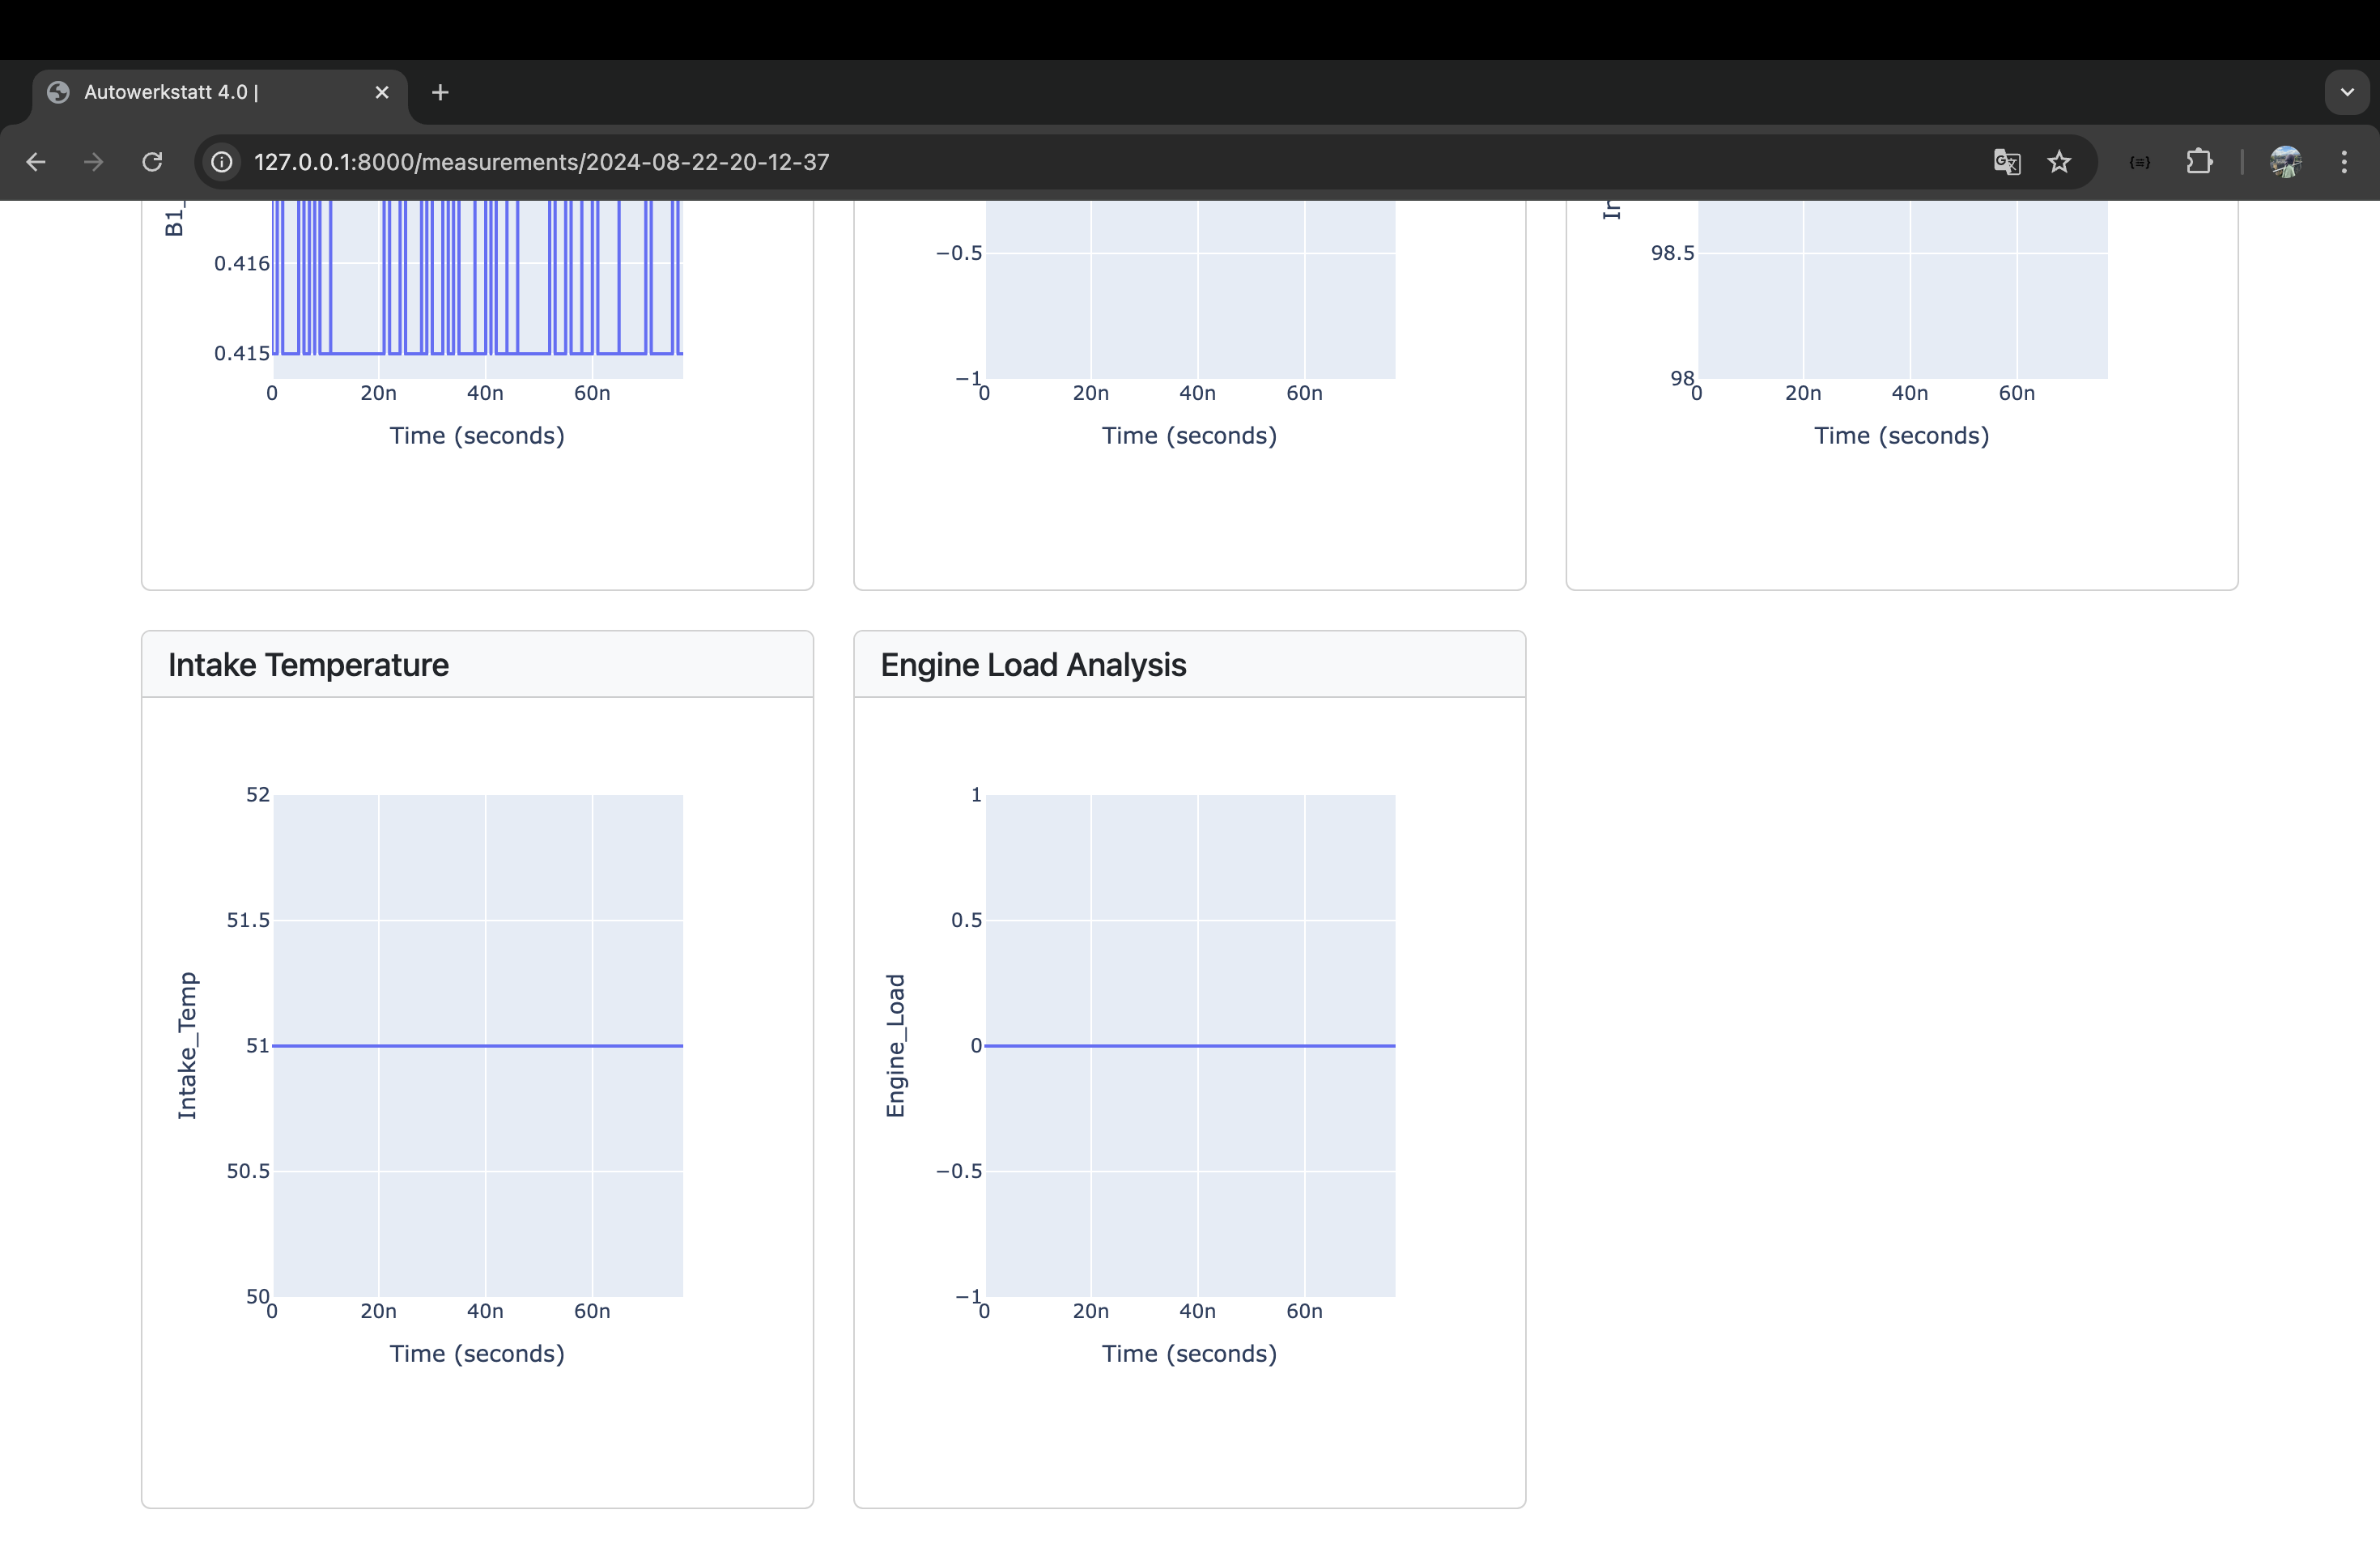 Autowerkstatt 4.0 |
127.0.0.1:8000/measurements/2024-08-22-20-12-37
B1_
0.416
0.415
0 20n 40n 60n
Time (seconds)
−0.5
−1
0 20n 40n 60n
Time (seconds)
98.5
98
0 20n 40n 60n
Time (seconds)
Intake Temperature
52
51.5
51
50.5
50
Intake_Temp
0 20n 40n 60n
Time (seconds)
Engine Load Analysis
1
0.5
0
−0.5
−1
Engine_Load
0 20n 40n 60n
Time (seconds)